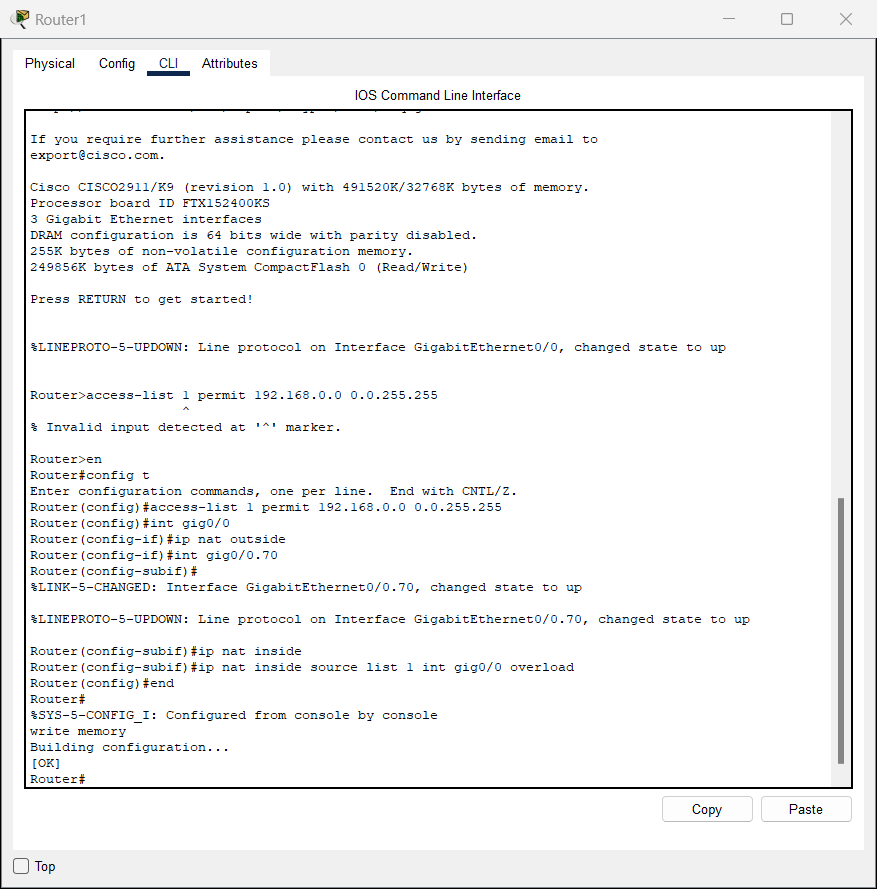 Router1
Physical Config CLI Attributes
IOS Command Line Interface
If you require further assistance please contact us by sending email to
export@cisco.com.
Cisco CISCO2911/K9 (revision 1.0) with 491520K/32768K bytes of memory.
Processor board ID FTX152400KS
3 Gigabit Ethernet interfaces
DRAM configuration is 64 bits wide with parity disabled.
255K bytes of non-volatile configuration memory.
249856K bytes of ATA System CompactFlash 0 (Read/Write)
Press RETURN to get started!
%LINEPROTO-5-UPDOWN: Line protocol on Interface GigabitEthernet0/0, changed state to up
Router>access-list 1 permit 192.168.0.0 0.0.255.255
^
% Invalid input detected at '^' marker.
Router>en
Router#config t
Enter configuration commands, one per line.  End with CNTL/Z.
Router(config)#access-list 1 permit 192.168.0.0 0.0.255.255
Router(config)#int gig0/0
Router(config-if)#ip nat outside
Router(config-if)#int gig0/0.70
Router(config-subif)#
%LINK-5-CHANGED: Interface GigabitEthernet0/0.70, changed state to up
%LINEPROTO-5-UPDOWN: Line protocol on Interface GigabitEthernet0/0.70, changed state to up
Router(config-subif)#ip nat inside
Router(config-subif)#ip nat inside source list 1 int gig0/0 overload
Router(config)#end
Router#
%SYS-5-CONFIG_I: Configured from console by console
write memory
Building configuration...
[OK]
Router#
Copy Paste
Top